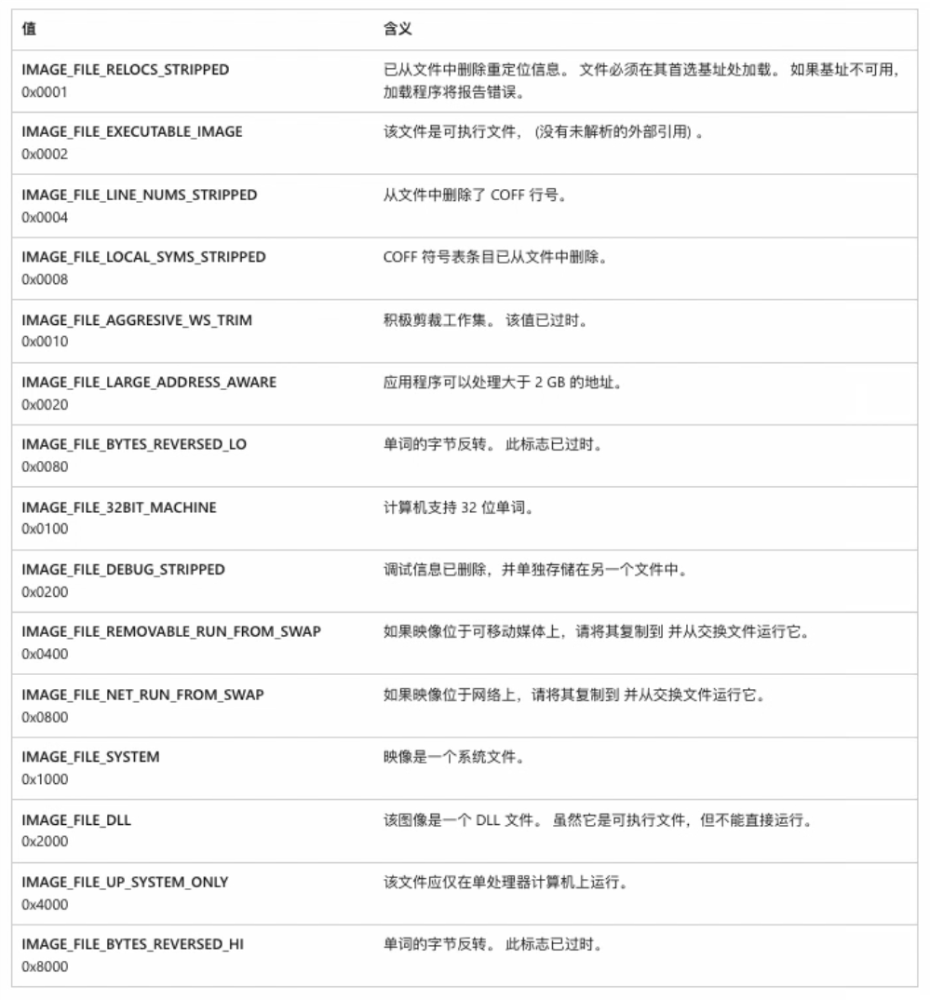 值 含义
IMAGE_FILE_RELOCS_STRIPPED 已从文件中删除重定位信息。 文件必须在其首选基址处加载。 如果基址不可用，
0x0001 加载程序将报告错误。
IMAGE_FILE_EXECUTABLE_IMAGE 该文件是可执行文件， (没有未解析的外部引用) 。
0x0002
IMAGE_FILE_LINE_NUMS_STRIPPED 从文件中删除了 COFF 行号。
0x0004
IMAGE_FILE_LOCAL_SYMS_STRIPPED COFF 符号表条目已从文件中删除。
0x0008
IMAGE_FILE_AGGRESIVE_WS_TRIM 积极剪裁工作集。 该值已过时。
0x0010
IMAGE_FILE_LARGE_ADDRESS_AWARE 应用程序可以处理大于 2 GB 的地址。
0x0020
IMAGE_FILE_BYTES_REVERSED_LO 单词的字节反转。 此标志已过时。
0x0080
IMAGE_FILE_32BIT_MACHINE 计算机支持 32 位单词。
0x0100
IMAGE_FILE_DEBUG_STRIPPED 调试信息已删除，并单独存储在另一个文件中。
0x0200
IMAGE_FILE_REMOVABLE_RUN_FROM_SWAP 如果映像位于可移动媒体上，请将其复制到 并从交换文件运行它。
0x0400
IMAGE_FILE_NET_RUN_FROM_SWAP 如果映像位于网络上，请将其复制到 并从交换文件运行它。
0x0800
IMAGE_FILE_SYSTEM 映像是一个系统文件。
0x1000
IMAGE_FILE_DLL 该图像是一个 DLL 文件。 虽然它是可执行文件，但不能直接运行。
0x2000
IMAGE_FILE_UP_SYSTEM_ONLY 该文件应仅在单处理器计算机上运行。
0x4000
IMAGE_FILE_BYTES_REVERSED_HI 单词的字节反转。 此标志已过时。
0x8000